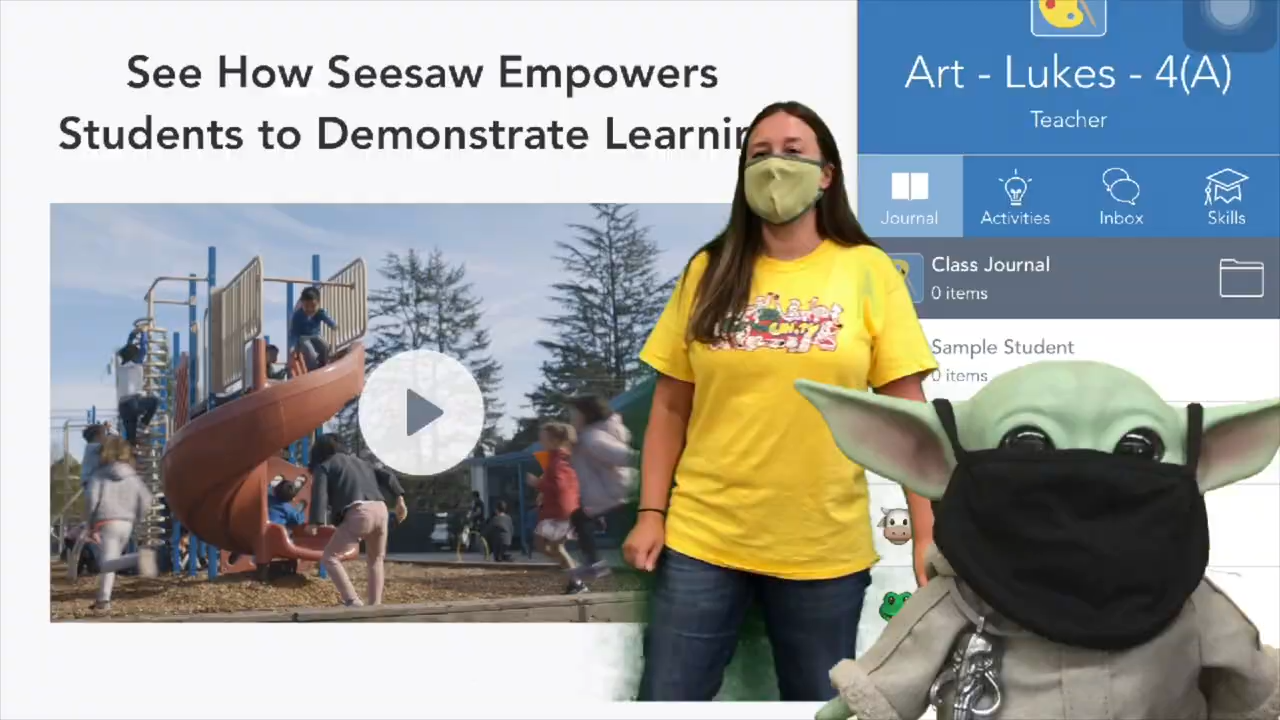 See How Seesaw Empowers
Students to Demonstrate Learnin
Art - Lukes - 4(A)
Teacher
Journal
Activities
Inbox
Skills
Class Journal
0 items
Sample Student
0 items